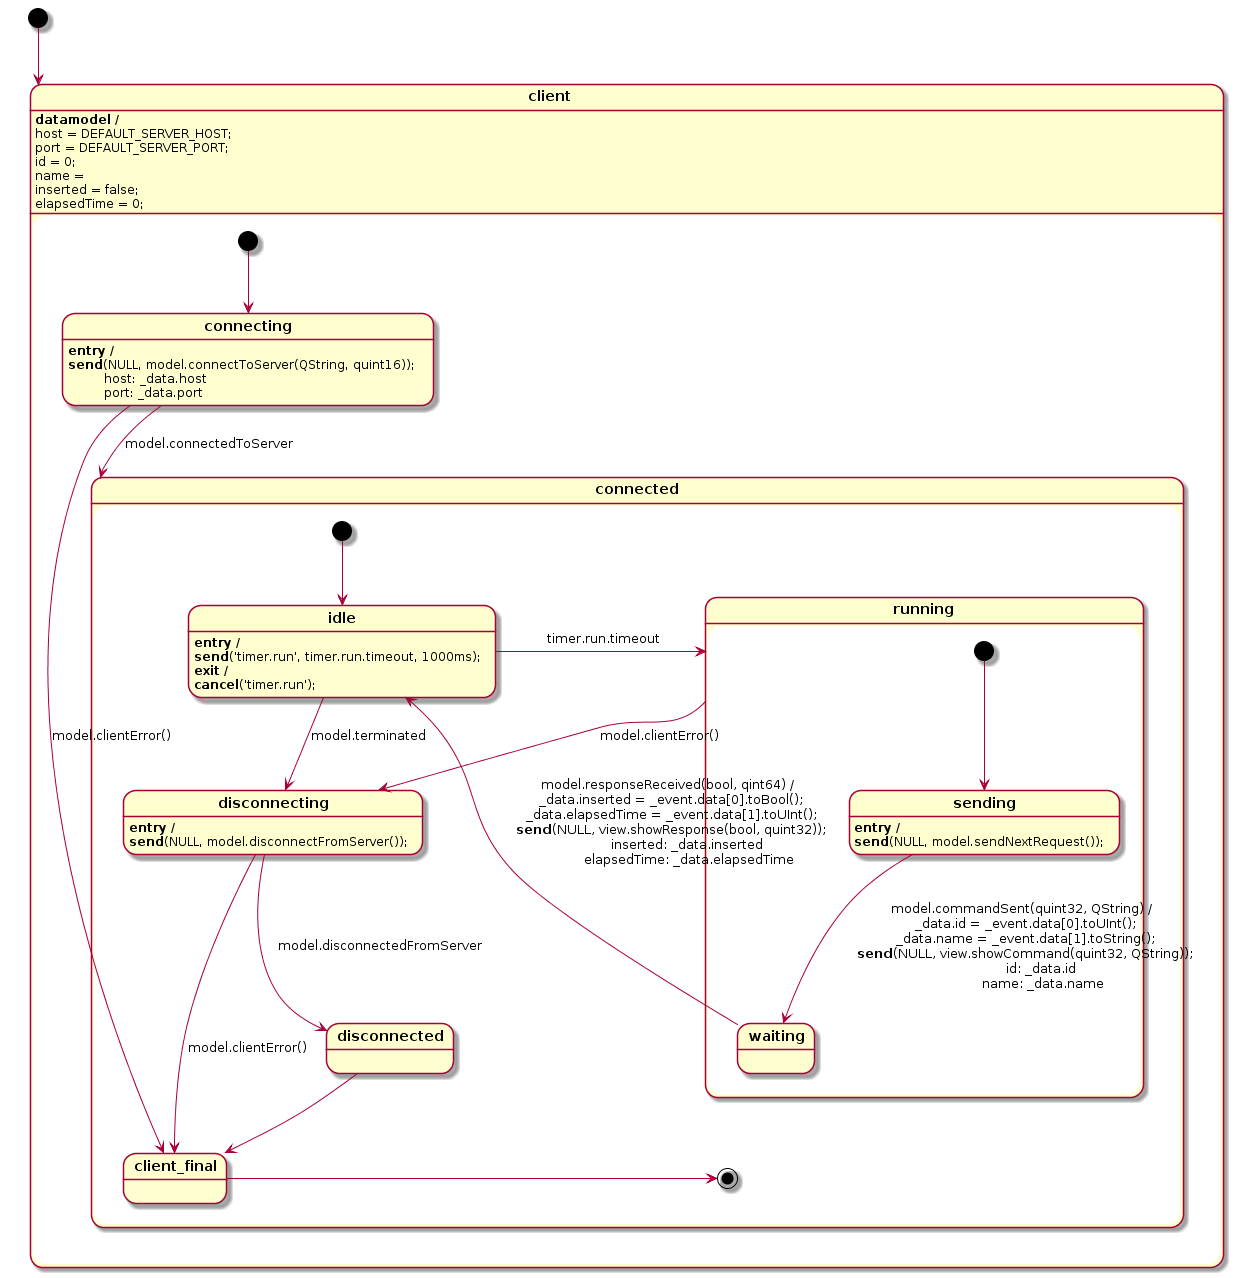 client
datamodel /
host = DEFAULT_SERVER_HOST;
port = DEFAULT_SERVER_PORT;
id = 0;
name =
inserted = false;
elapsedTime = 0;
connecting
entry /
send(NULL, model.connectToServer(QString, quint16));
host: _data.host
port: _data.port
model.connectedToServer
connected
idle
entry /
send('timer.run', timer.run.timeout, 1000ms);
exit /
cancel('timer.run');
timer.run.timeout
running
model.clientError()
model.terminated
model.clientError()
disconnecting
entry /
send(NULL, model.disconnectFromServer());
model.responseReceived(bool, qint64) /
_data.inserted = _event.data[0].toBool();
_data.elapsedTime = _event.data[1].toUInt();
send(NULL, view.showResponse(bool, quint32));
inserted: _data.inserted
elapsedTime: _data.elapsedTime
sending
entry /
send(NULL, model.sendNextRequest());
model.commandSent(quint32, QString) /
_data.id = _event.data[0].toUInt();
_data.name = _event.data[1].toString();
send(NULL, view.showCommand(quint32, QString));
id: _data.id
name: _data.name
model.disconnectedFromServer
model.clientError()
disconnected
waiting
client_final